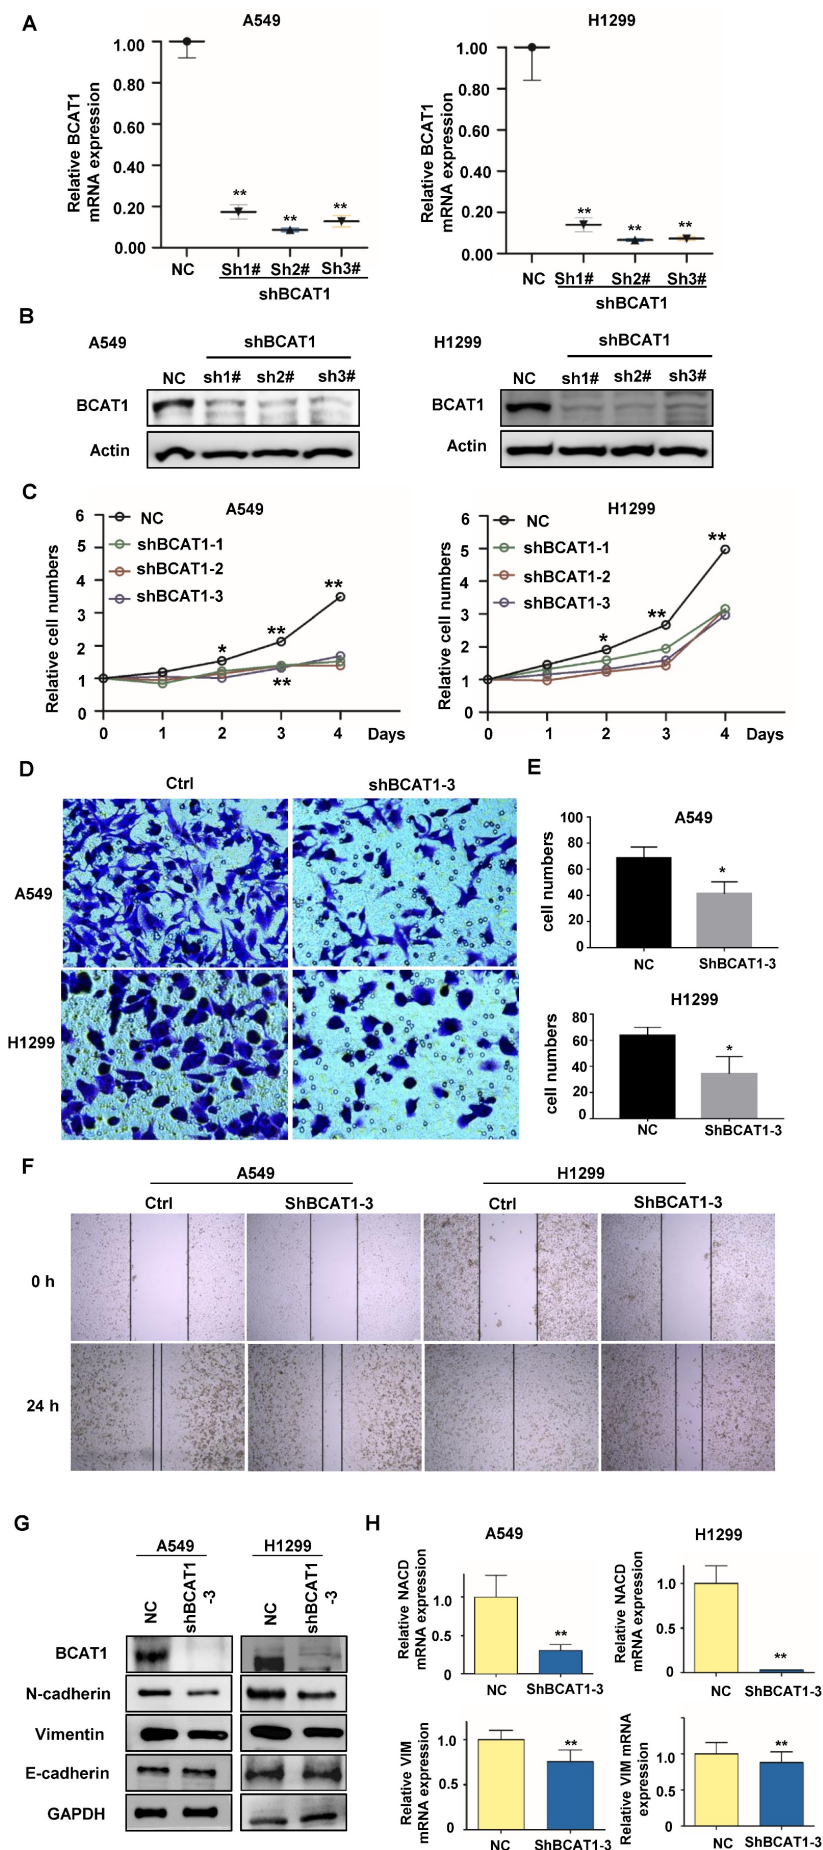 A
A549
H1299
Relative BCAT1
mRNA expression
1.00
0.80
0.60
0.40
0.20
0.00
**
**
**
NC
Sh1#
Sh2#
Sh3#
shBCAT1
Relative BCAT1
mRNA expression
1.00
0.80
0.60
0.40
0.20
0.00
**
**
**
NC
Sh1#
Sh2#
Sh3#
shBCAT1
B
A549
shBCAT1
NC
sh1#
sh2#
sh3#
BCAT1
Actin
H1299
shBCAT1
NC
sh1#
sh2#
sh3#
BCAT1
Actin
C
A549
Relative cell numbers
6
5
4
3
2
1
0
NC
shBCAT1-1
shBCAT1-2
shBCAT1-3
*
**
**
**
0
1
2
3
4
Days
H1299
Relative cell numbers
6
5
4
3
2
1
0
NC
shBCAT1-1
shBCAT1-2
shBCAT1-3
*
**
**
0
1
2
3
4
Days
D
Ctrl
shBCAT1-3
A549
H1299
E
A549
cell numbers
100
80
60
40
20
0
*
NC
ShBCAT1-3
H1299
cell numbers
80
60
40
20
0
*
NC
ShBCAT1-3
F
A549
H1299
Ctrl
ShBCAT1-3
Ctrl
ShBCAT1-3
0 h
24 h
G
A549
H1299
NC
shBCAT1
-3
NC
shBCAT1
-3
BCAT1
N-cadherin
Vimentin
E-cadherin
GAPDH
H
A549
H1299
Relative NACD
mRNA expression
1.0
0.5
0
**
NC
ShBCAT1-3
Relative NACD
mRNA expression
1.0
0.5
0
**
NC
ShBCAT1-3
Relative VIM
mRNA expression
1.0
0.5
0
**
NC
ShBCAT1-3
Relative VIM mRNA
expression
1.0
0.5
0
**
NC
ShBCAT1-3